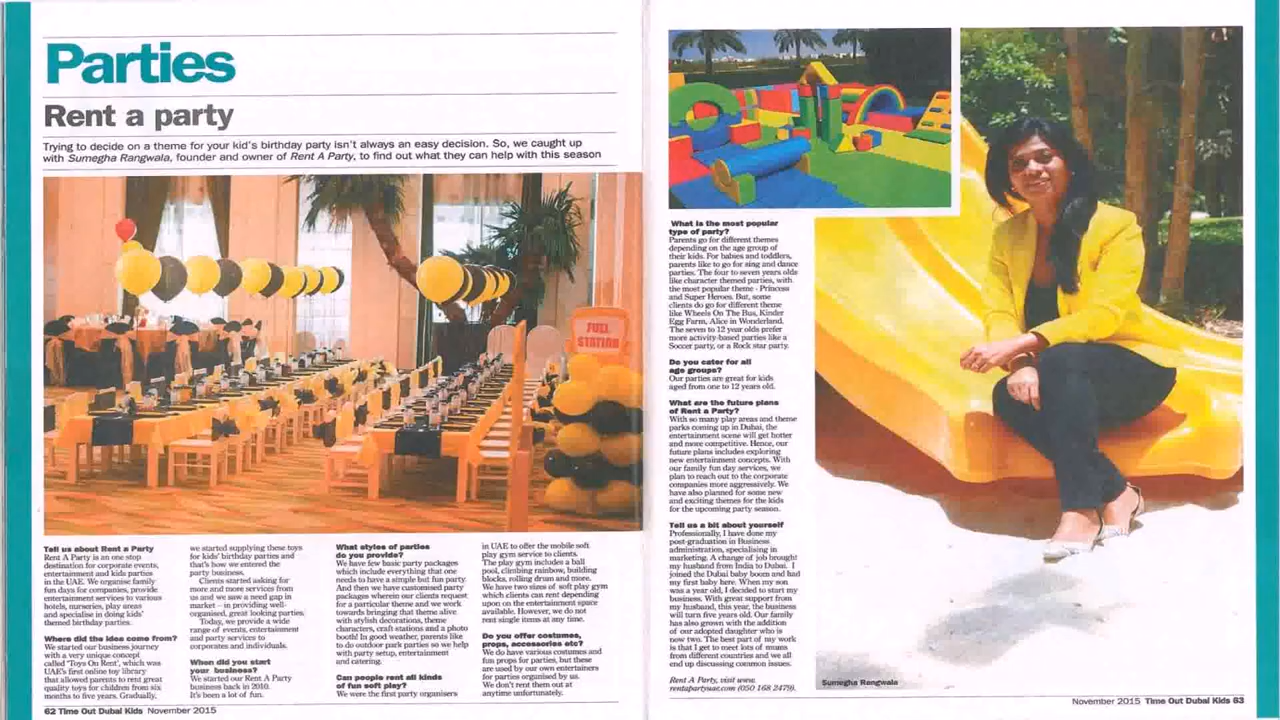 Parties
Rent a party
Trying to decide on a theme for your kid's birthday party isn't always an easy decision. So, we caught up
with Sumegha Rangwala, founder and owner of Rent A Party, to find out what they can help with this season
FUEL
STATION
Tell us about Rent A Party
Rent A Party is an one stop
destination for corporate events,
entertainment and kids parties
in the UAE. We organise family
fun days for companies, provide
entertainment services to various
hotels, nurseries, play areas
and specialise in doing kids'
themed birthday parties.
Where did the idea come from?
We started our business journey
with a very unique concept
called 'Toys On Rent', which was
UAE's first online toy library
that allowed parents to rent great
quality toys for children from six
months to five years. Gradually,
we started supplying these toys
for kids' birthday parties and
that's how we entered the
party business.
Clients started asking for
more and more services from
us and we saw a need gap in
market – in providing well-
organised, great looking parties.
Today, we provide a wide
range of events, entertainment
and party services to
corporates and individuals.
When did you start
your business?
We started our Rent A Party
business back in 2010.
It's been a lot of fun.
What styles of parties
do you provide?
We have few basic party packages
which include everything that one
needs to have a simple but fun party.
And then we have customised party
packages wherein our clients request
for a particular theme and we work
towards bringing that theme alive
with stylish decorations, theme
characters, craft stations and a photo
booth! In good weather, parents like
to do outdoor park parties so we help
with party setup, entertainment
and catering.
Can people rent all kinds
of fun soft play?
We were the first party organisers
in UAE to offer the mobile soft
play gym service to clients.
The play gym includes a ball
pool, climbing rainbow, building
blocks, rolling drum and more.
We have two sizes of soft play gym
which clients can rent depending
upon on the entertainment space
available. However, we do not
rent single items at any time.
Do you offer costumes,
props, accessories etc?
We do have various costumes and
fun props for parties, but these
are used by our own entertainers
for parties organised by us.
We don't rent them out at
anytime unfortunately.
62 Time Out Dubai Kids November 2015
What is the most popular
type of party?
Parents go for different themes
depending on the age group of
their kids. For babies and toddlers,
parents like to go for sing and dance
parties. The four to seven years olds
like character themed parties, with
the most popular theme - Princess
and Super Heroes. But, some
clients do go for different theme
like Wheels On The Bus, Kinder
Egg Farm, Alice in Wonderland.
The seven to 12 year olds prefer
more activity-based parties like a
Soccer party, or a Rock star party.
Do you cater for all
age groups?
Our parties are great for kids
aged from one to 12 years old.
What are the future plans
of Rent a Party?
With so many play areas and theme
parks coming up in Dubai, the
entertainment scene will get hotter
and more competitive. Hence, our
future plans includes exploring
new entertainment concepts. With
our family fun day services, we
plan to reach out to the corporate
companies more aggressively. We
have also planned for some new
and exciting themes for the kids
for the upcoming party season.
Tell us a bit about yourself
Professionally, I have done my
post-graduation in Business
administration, specialising in
marketing. A change of job brought
my husband from India to Dubai. I
joined the Dubai baby boom and had
my first baby here. When my son
was a year old, I decided to start my
business. With great support from
my husband, this year, the business
will turn five years old. Our family
has also grown with the addition
of our adopted daughter who is
now two. The best part of my work
is that I get to meet lots of mums
from different countries and we all
end up discussing common issues.
Rent A Party, visit www.
rentapartyuae.com (050 168 2479).
Sumegha Rangwala
November 2015 Time Out Dubai Kids 63